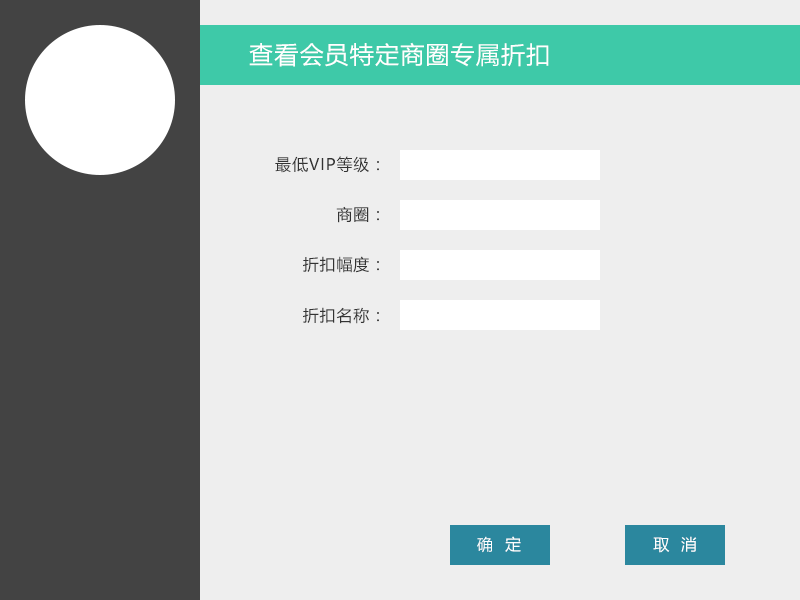 查看会员特定商圈专属折扣
最低VIP等级：
商圈：
折扣幅度：
折扣名称：
确 定 取 消